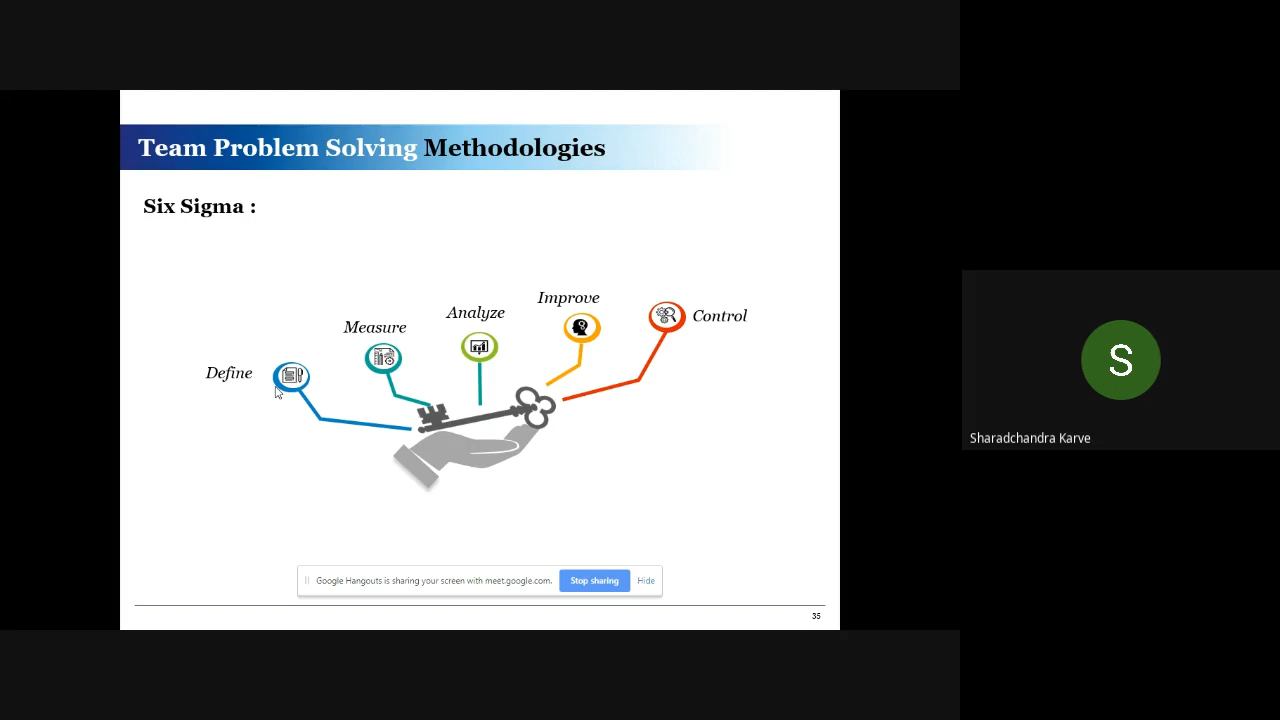 Team Problem Solving Methodologies
Six Sigma :
Define
Measure
Analyze
Improve
Control
Google Hangouts is sharing your screen with meet.google.com.
Stop sharing
Hide
35
S
Sharadchandra Karve